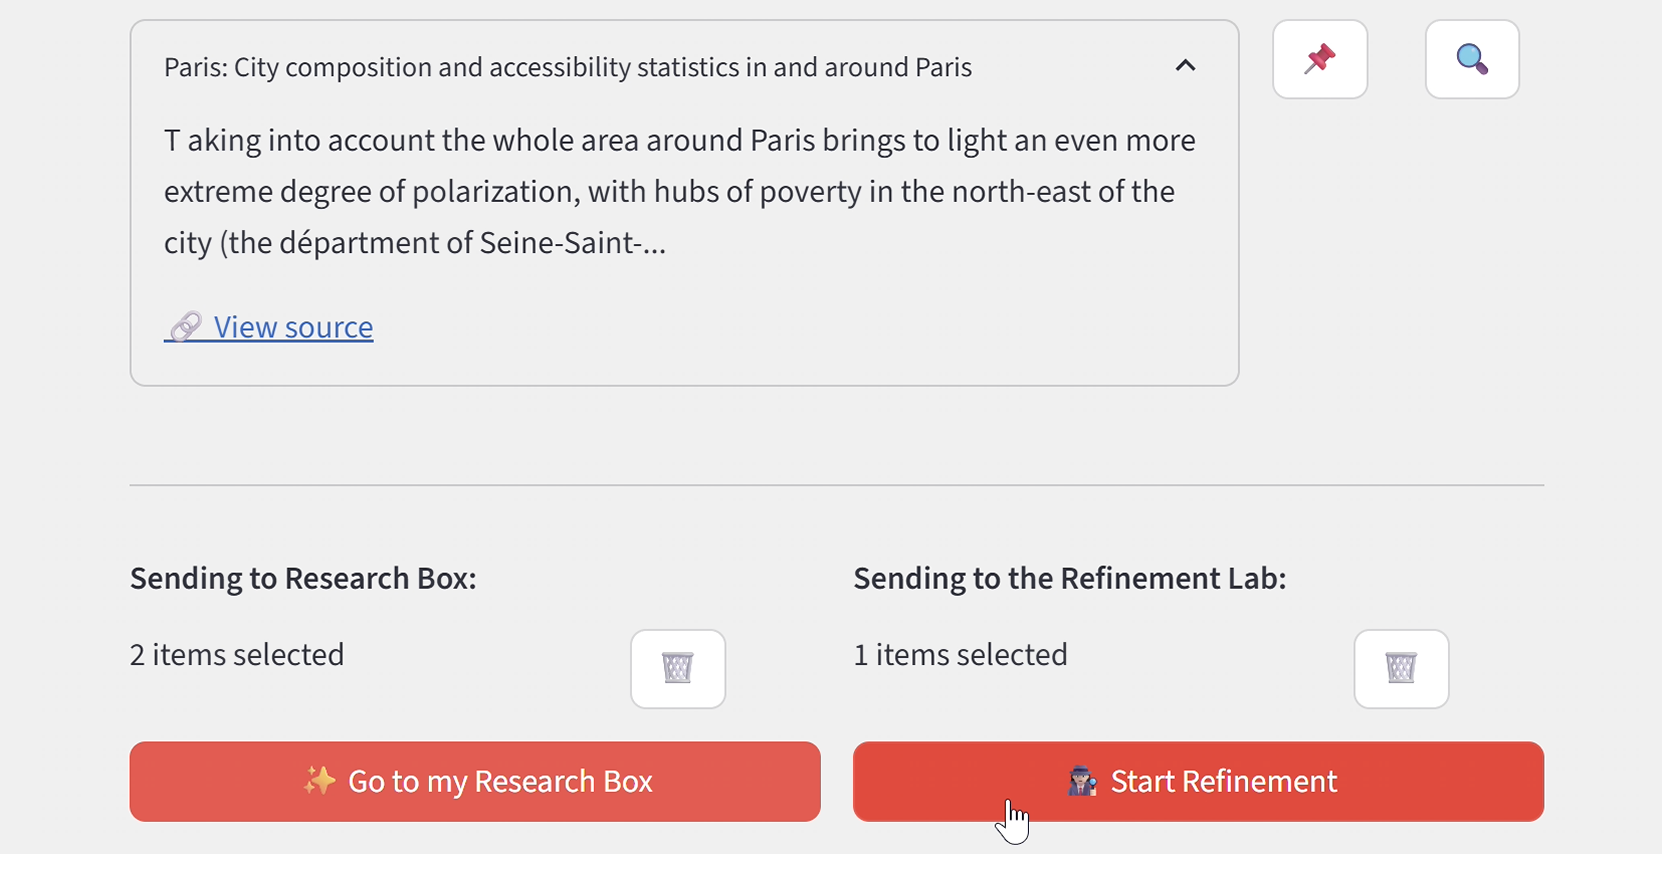 Paris: City composition and accessibility statistics in and around Paris
T aking into account the whole area around Paris brings to light an even more
extreme degree of polarization, with hubs of poverty in the north-east of the
city (the départment of Seine-Saint-...
View source
Sending to Research Box:
2 items selected
Go to my Research Box
Sending to the Refinement Lab:
1 items selected
Start Refinement